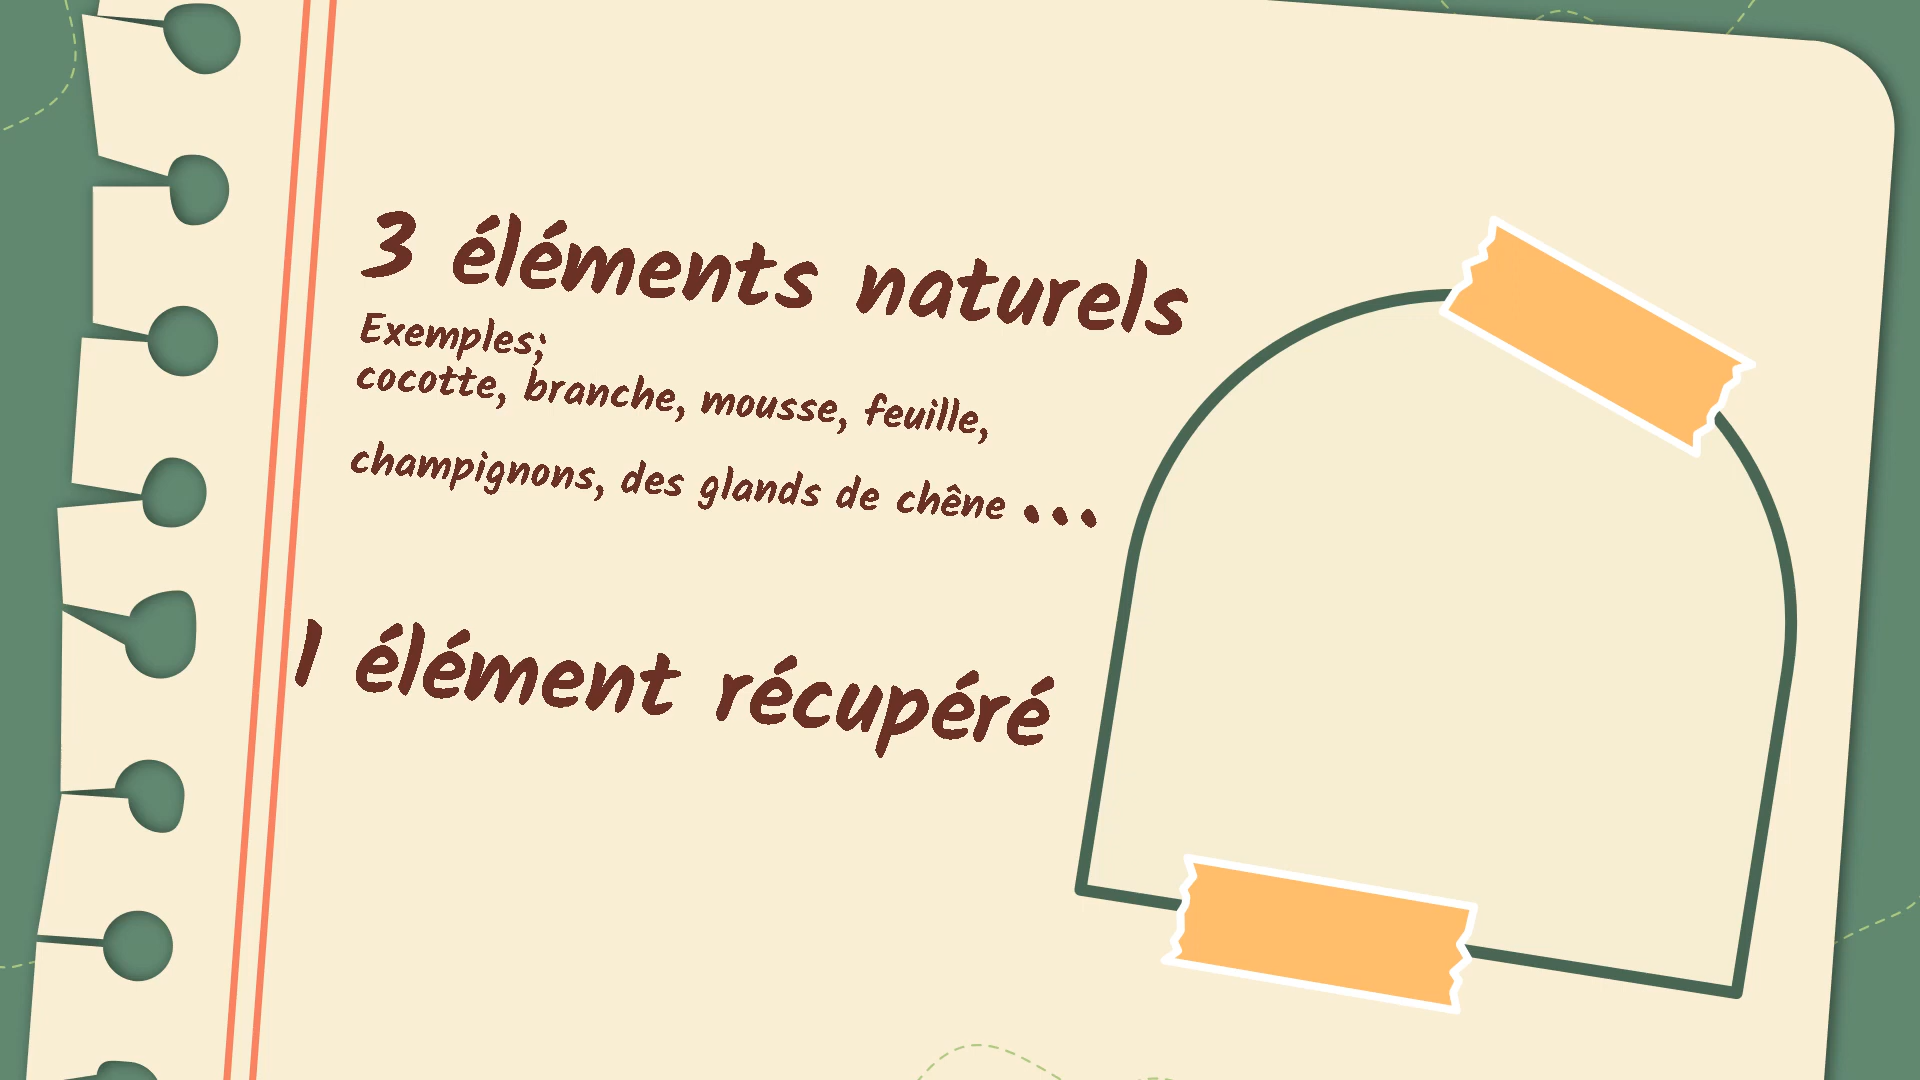 3 éléments naturels
Exemples;
cocotte, branche, mousse, feuille,
champignons, des glands de chêne ...
1 élément récupéré